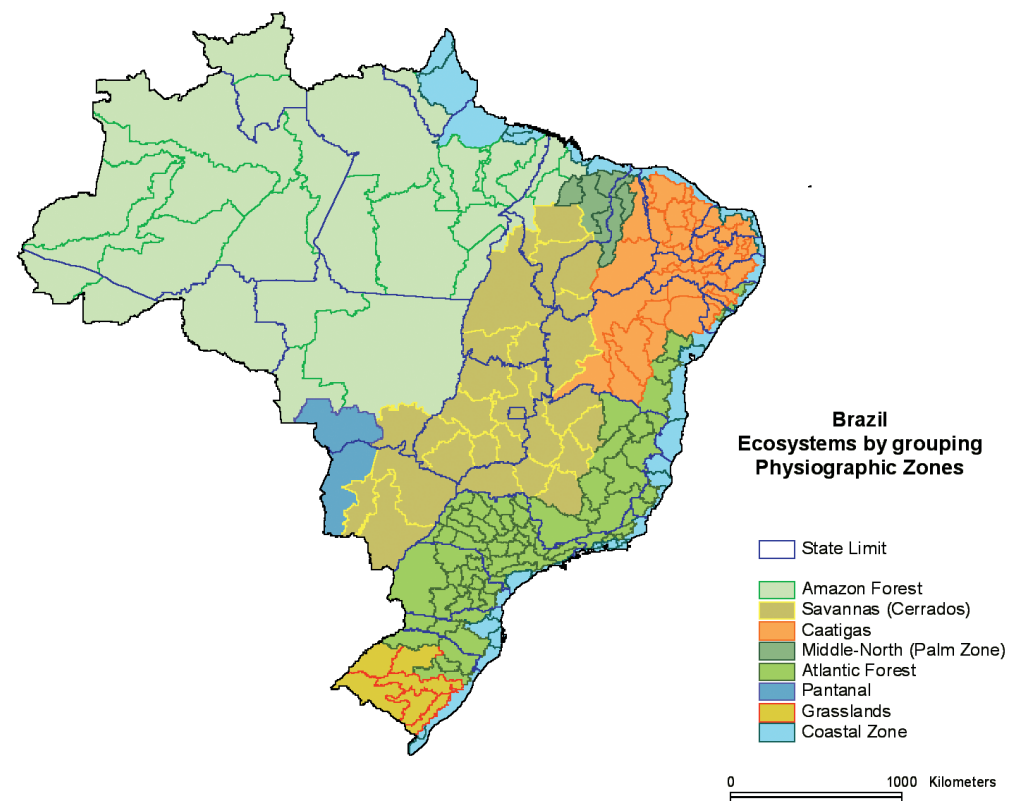 Brazil
Ecosystems by grouping
Physiographic Zones
State Limit
Amazon Forest
Savannas (Cerrados)
Caatigas
Middle-North (Palm Zone)
Atlantic Forest
Pantanal
Grasslands
Coastal Zone
0 1000 Kilometers